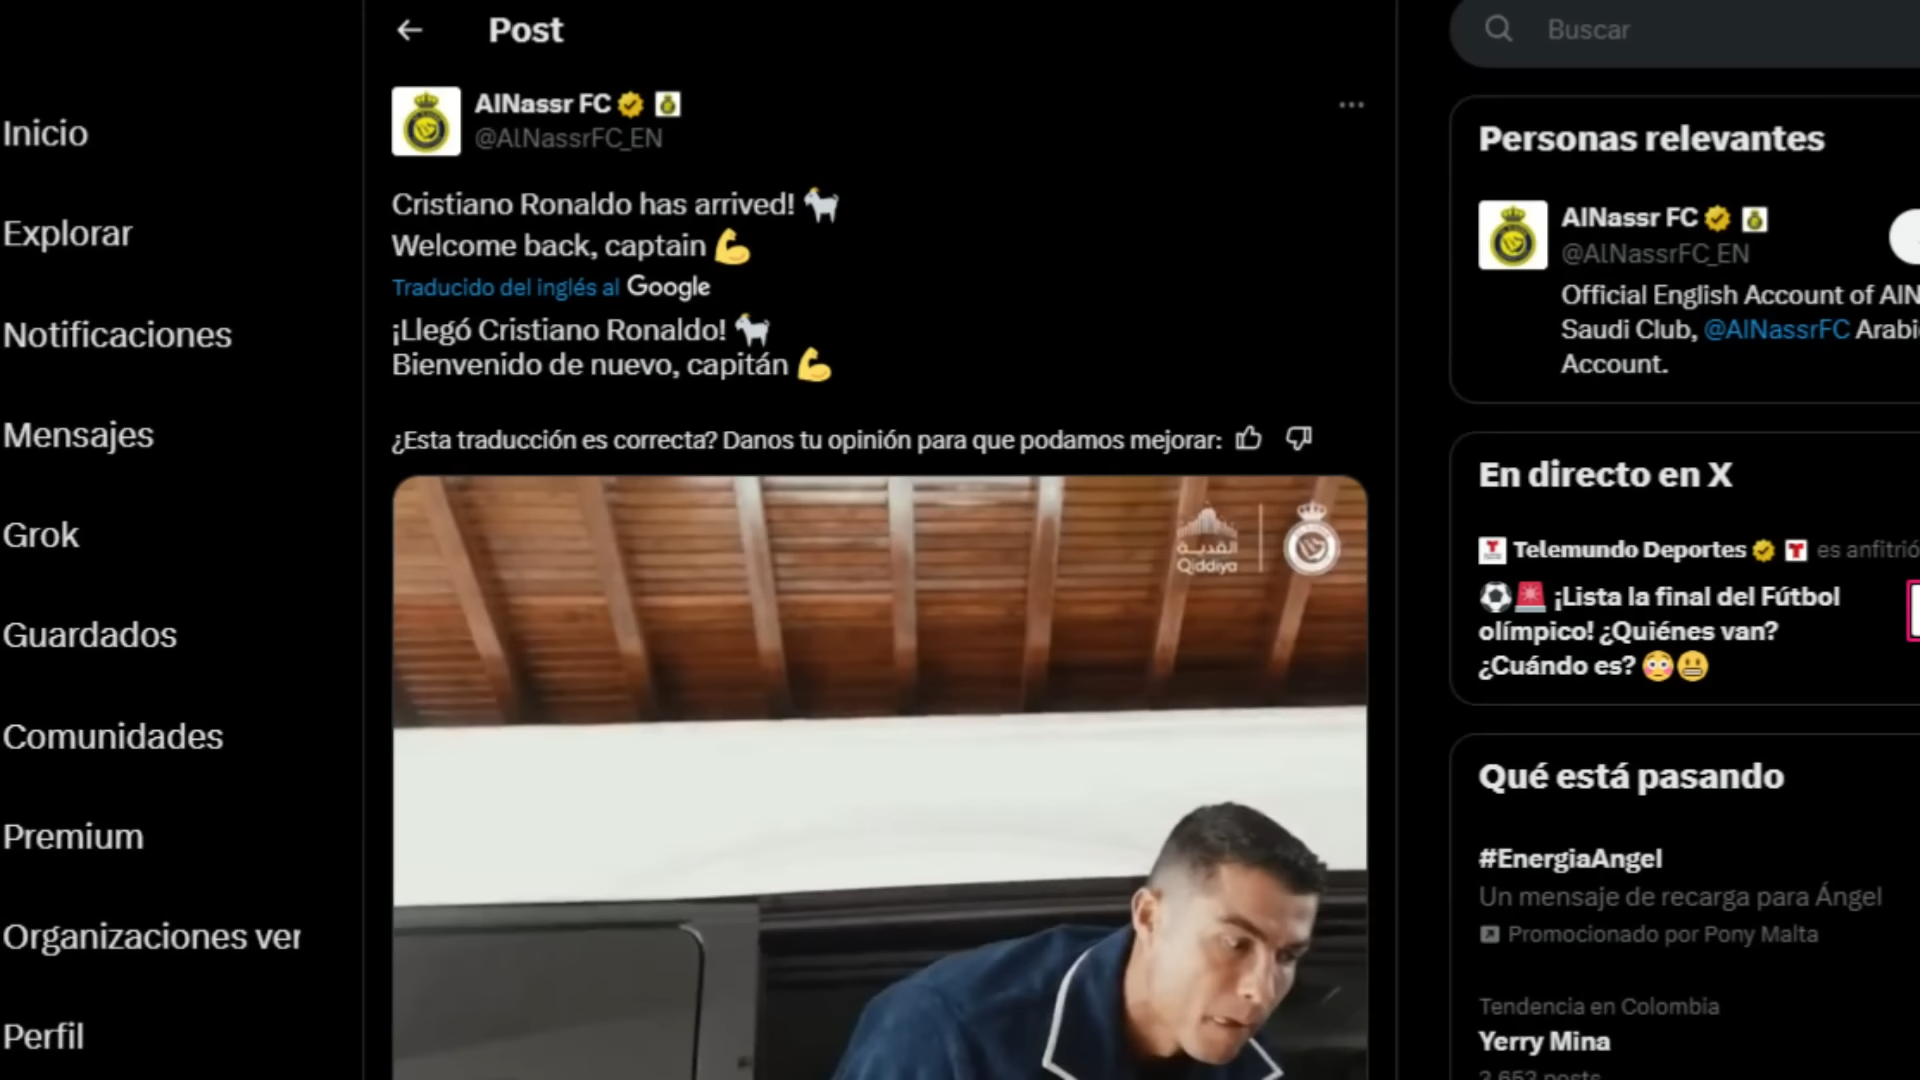 Post
AlNassr FC
@AlNassrFC_EN
Cristiano Ronaldo has arrived! 🐐
Welcome back, captain 💪
Traducido del inglés al Google
¡Llegó Cristiano Ronaldo! 🐐
Bienvenido de nuevo, capitán 💪
¿Esta traducción es correcta? Danos tu opinión para que podamos mejorar:
القدية
Qiddiya
Inicio
Explorar
Notificaciones
Mensajes
Grok
Guardados
Comunidades
Premium
Organizaciones ver
Perfil
Buscar
Personas relevantes
AlNassr FC
@AlNassrFC_EN
Official English Account of AlN
Saudi Club, @AlNassrFC Arabi
Account.
En directo en X
Telemundo Deportes es anfitrió
⚽🚨 ¡Lista la final del Fútbol
olímpico! ¿Quiénes van?
¿Cuándo es? 😳😬
Qué está pasando
#EnergiaAngel
Un mensaje de recarga para Ángel
Promocionado por Pony Malta
Tendencia en Colombia
Yerry Mina